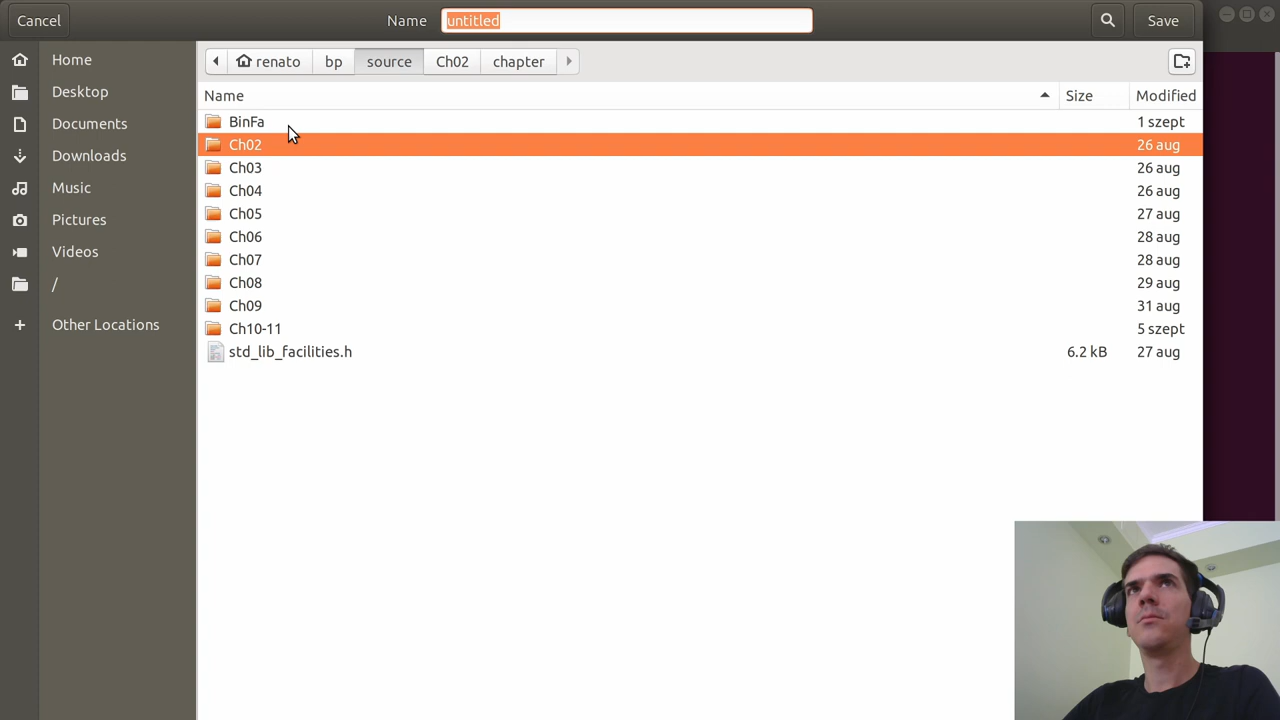 Cancel Name untitled Save
renato bp source Ch02 chapter
Home
Desktop
Documents
Downloads
Music
Pictures
Videos
/
Other Locations
Name Size Modified
BinFa 1 szept
Ch02 26 aug
Ch03 26 aug
Ch04 26 aug
Ch05 27 aug
Ch06 28 aug
Ch07 28 aug
Ch08 29 aug
Ch09 31 aug
Ch10-11 5 szept
std_lib_facilities.h 6.2 kB 27 aug